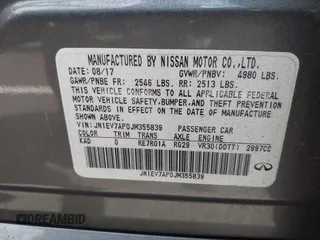 MANUFACTURED BY NISSAN MOTOR CO.,LTD.
DATE: 08/17 GVWR/PNBV: 4980 LBS.
GAWR/PNBE FR: 2546 LBS. RR: 2513 LBS.
THIS CONFORMS TO ALL APPLICABLE FEDERAL
MOTOR VEHICLE SAFETY,BUMPER,AND THEFT PREVENTION
STANDARDS IN EFFECT ON THE DATE OF
MANUFACTURE SHOWN ABOVE.
VIN: JN1EV7AP0JM355839 PASSENGER CAR
COLOR TRIM TRANS AXLE ENGINE
KAD G RE7R01A RG29 VR30(DDTT) 2997CC
JN1EV7AP0JM355839
DREAMBID